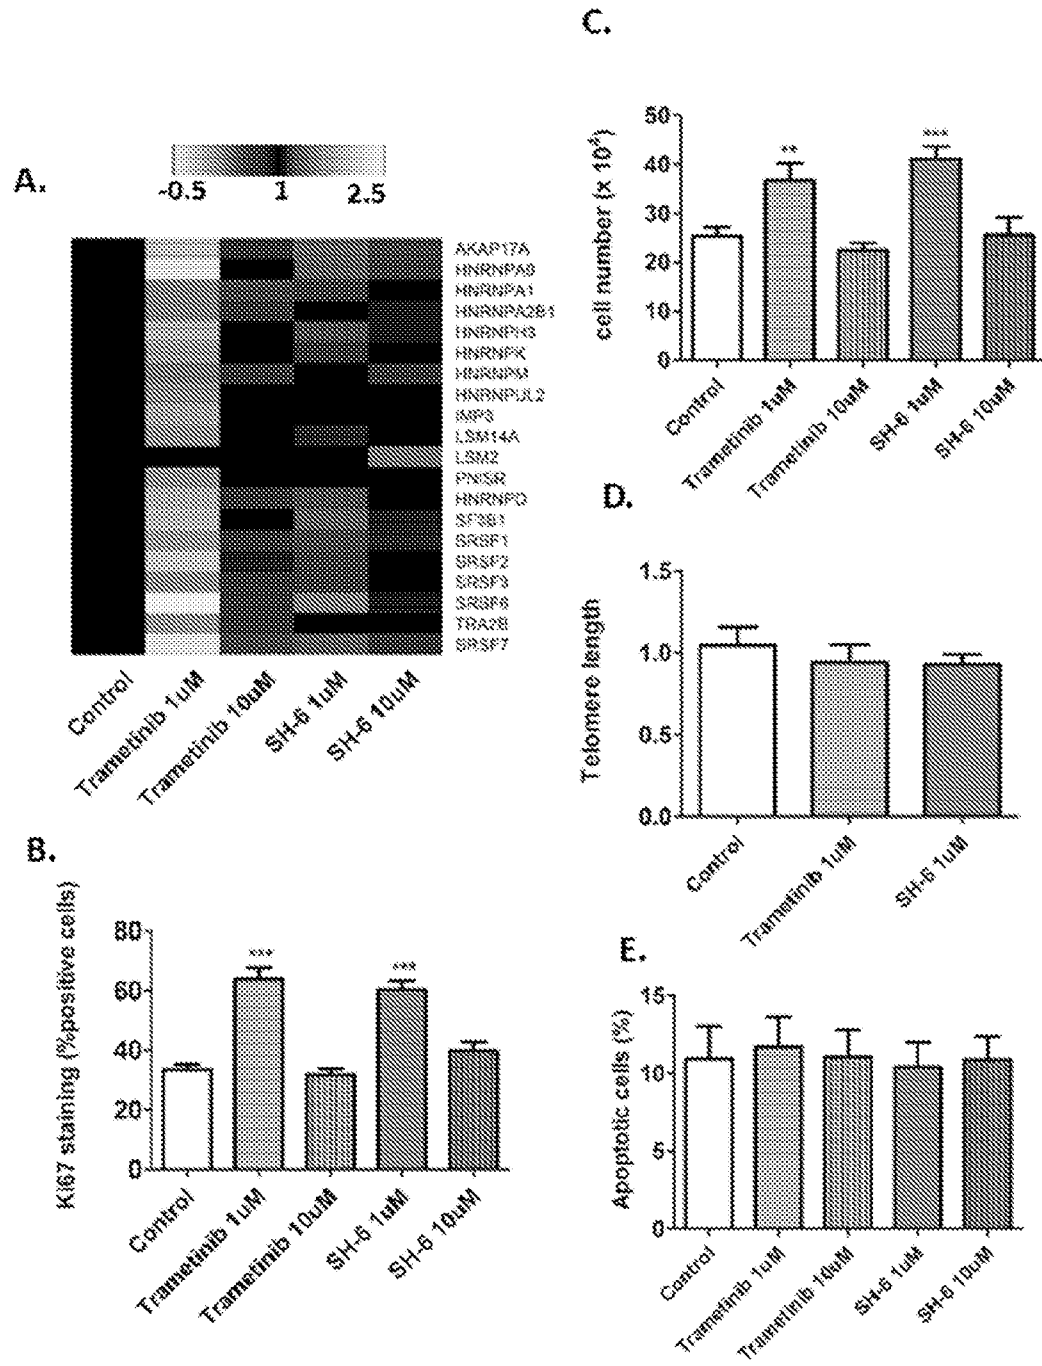 A.
-0.5 1 2.5
AKAP17A
HNRNPA0
HNRNPA1
HNRNPA2B1
HNRNPH3
HNRNPK
HNRNPM
HNRNPUL2
IMP3
LSM14A
LSM2
PNISR
HNRNPD
SF3B1
SRSF1
SRSF2
SRSF3
SRSF6
TRA2B
SRSF7
Control
Trametinib 1uM
Trametinib 10uM
SH-6 1uM
SH-6 10uM
B.
Ki67 staining (%positive cells)
80
60
40
20
0
***
***
Control
Trametinib 1uM
Trametinib 10uM
SH-6 1uM
SH-6 10uM
C.
cell number (x 10⁴)
50
40
30
20
10
0
**
***
Control
Trametinib 1uM
Trametinib 10uM
SH-6 1uM
SH-6 10uM
D.
Telomere length
1.5
1.0
0.5
0.0
Control
Trametinib 1uM
SH-6 1uM
E.
Apoptotic cells (%)
15
10
5
0
Control
Trametinib 1uM
Trametinib 10uM
SH-6 1uM
SH-6 10uM